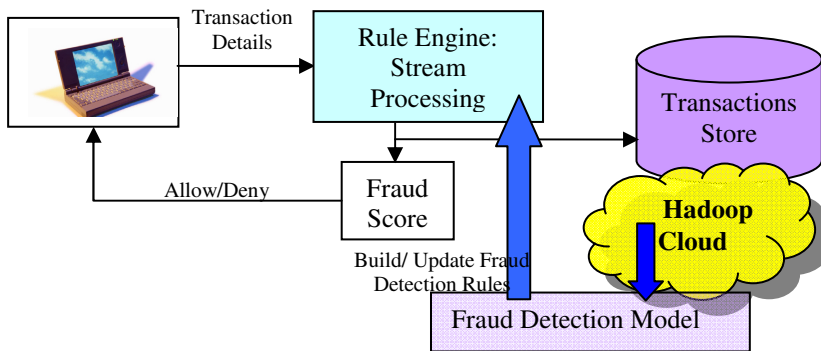 Transaction
Details
Rule Engine:
Stream
Processing
Transactions
Store
Allow/Deny
Fraud
Score
Hadoop
Cloud
Build/ Update Fraud
Detection Rules
Fraud Detection Model